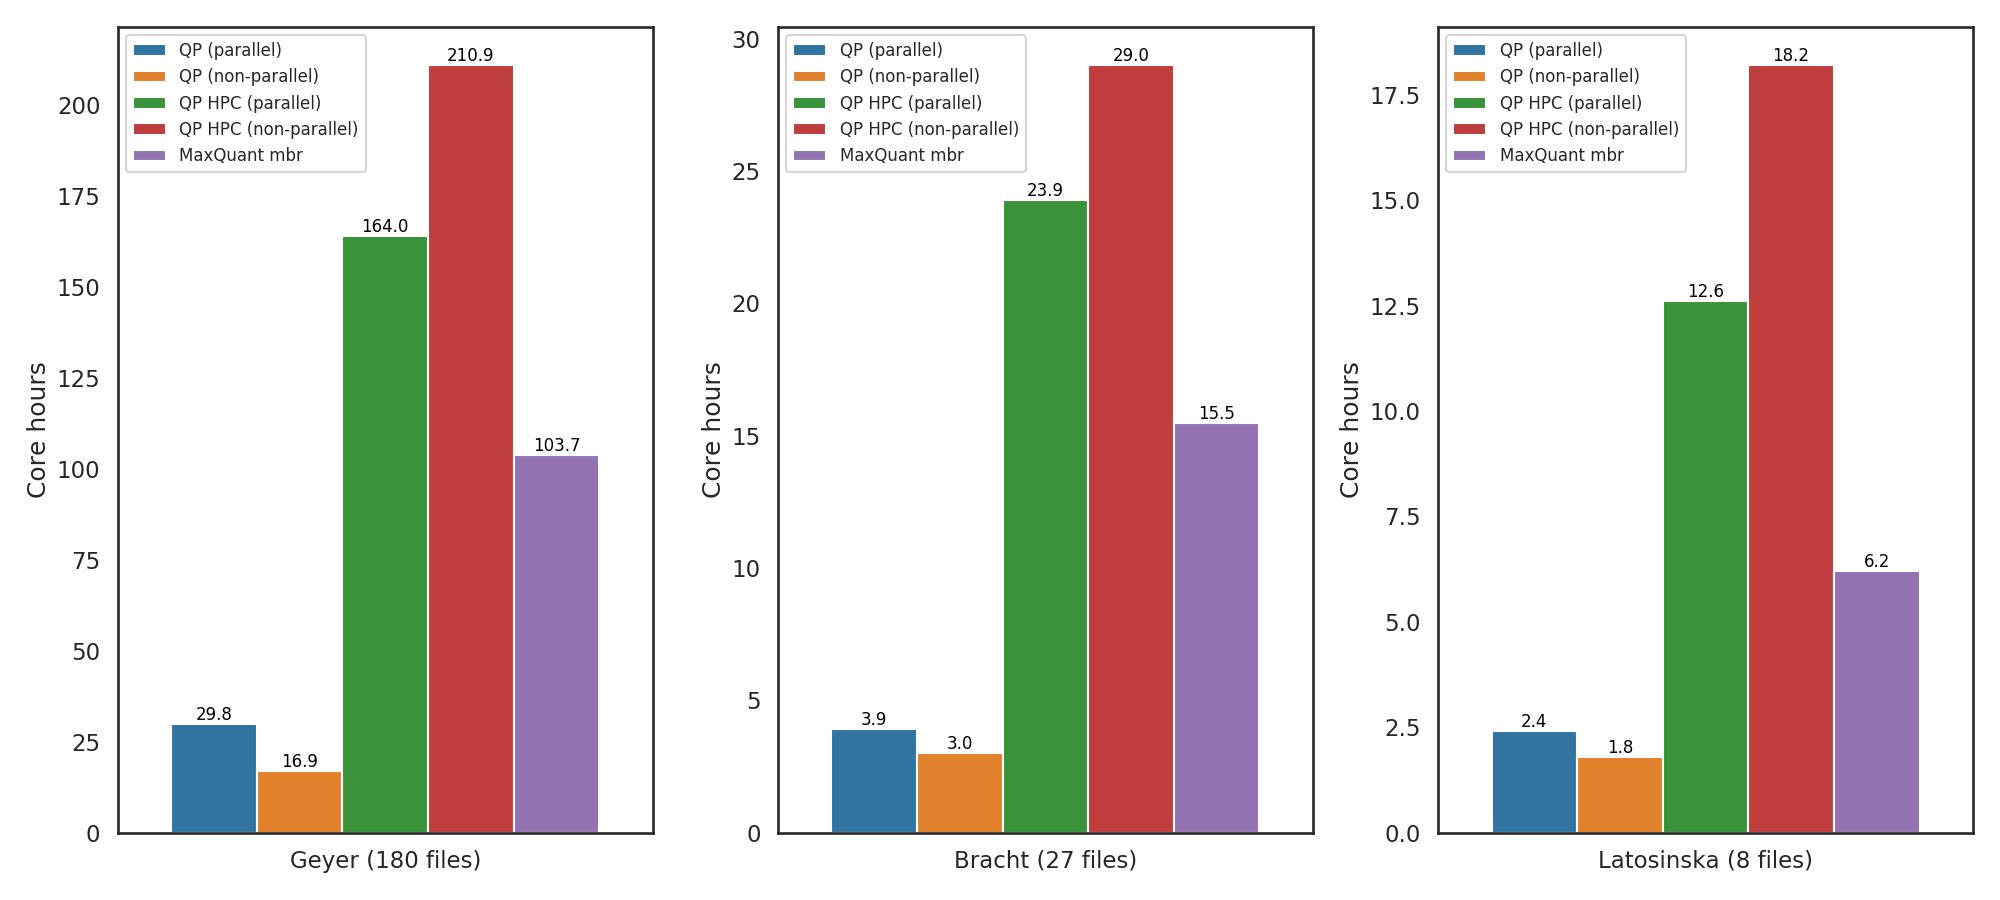 Core hours
200
175
150
125
100
75
50
25
0
QP (parallel)
QP (non-parallel)
QP HPC (parallel)
QP HPC (non-parallel)
MaxQuant mbr
29.8
16.9
164.0
210.9
103.7
Geyer (180 files)
Core hours
30
25
20
15
10
5
0
QP (parallel)
QP (non-parallel)
QP HPC (parallel)
QP HPC (non-parallel)
MaxQuant mbr
3.9
3.0
23.9
29.0
15.5
Bracht (27 files)
Core hours
17.5
15.0
12.5
10.0
7.5
5.0
2.5
0.0
QP (parallel)
QP (non-parallel)
QP HPC (parallel)
QP HPC (non-parallel)
MaxQuant mbr
2.4
1.8
12.6
18.2
6.2
Latosinska (8 files)